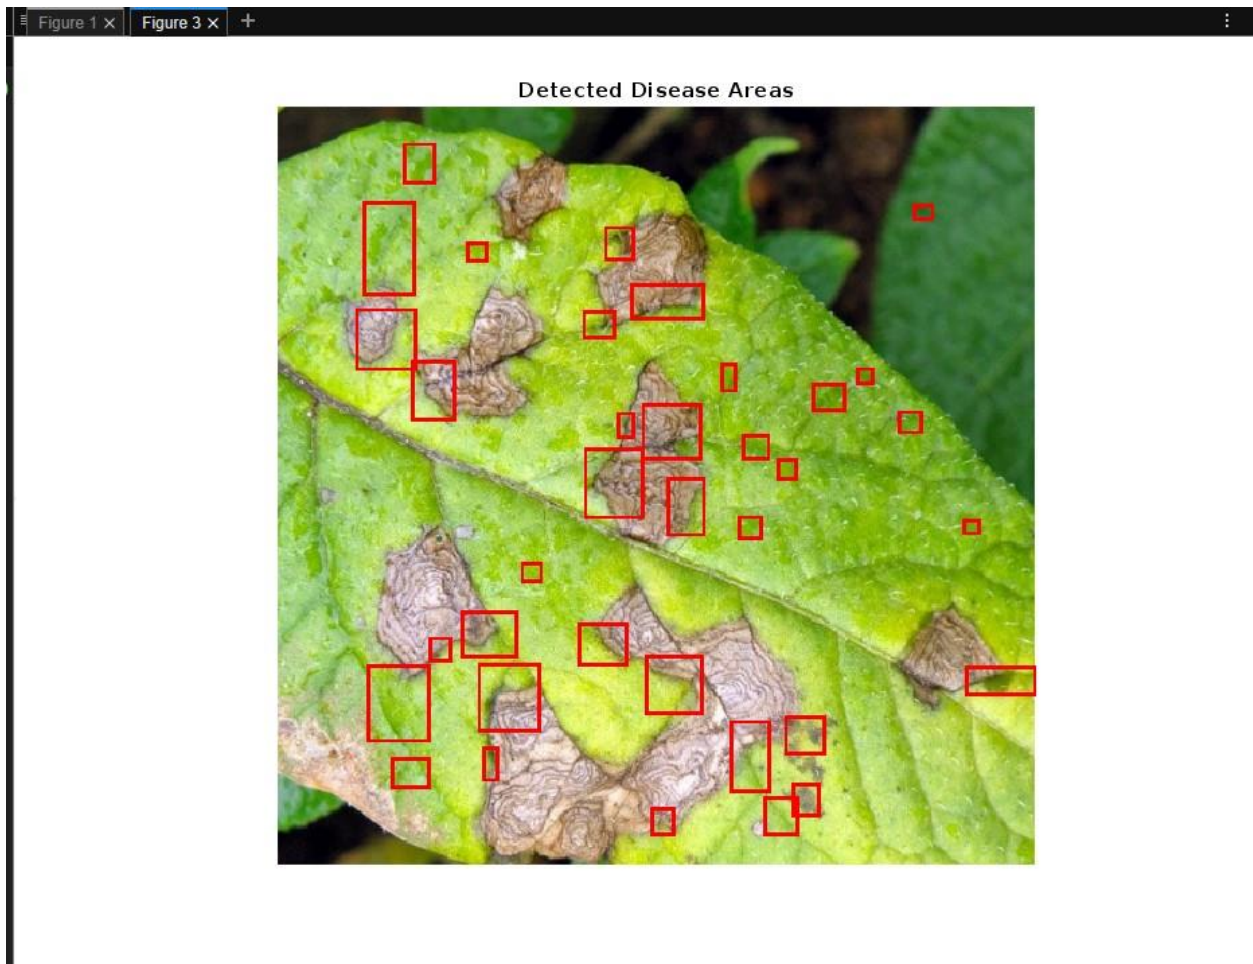 Figure 1 × Figure 3 × +
Detected Disease Areas